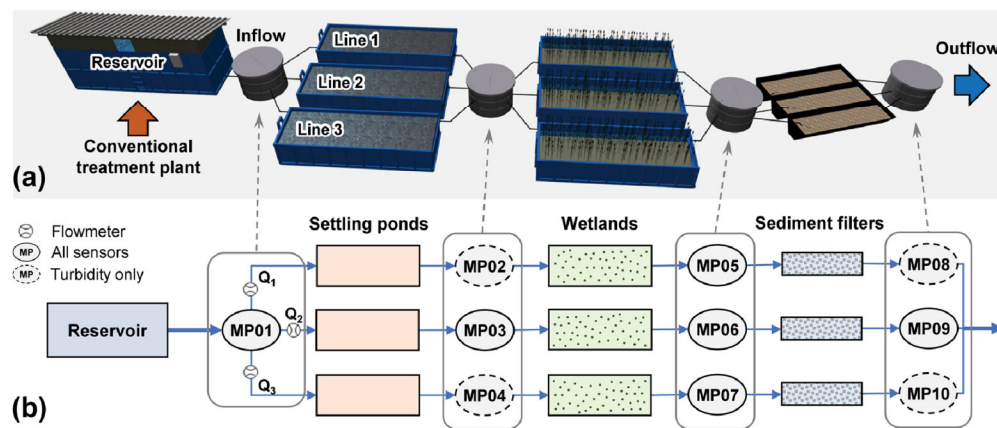 Reservoir
Inflow
Line 1
Line 2
Line 3
Outflow
Conventional
treatment plant
(a)
Flowmeter
MP All sensors
MP Turbidity only
Settling ponds
Wetlands
Sediment filters
Q1
MP02
MP05
MP08
Reservoir
MP01
Q2
MP03
MP06
MP09
Q3
MP04
MP07
MP10
(b)